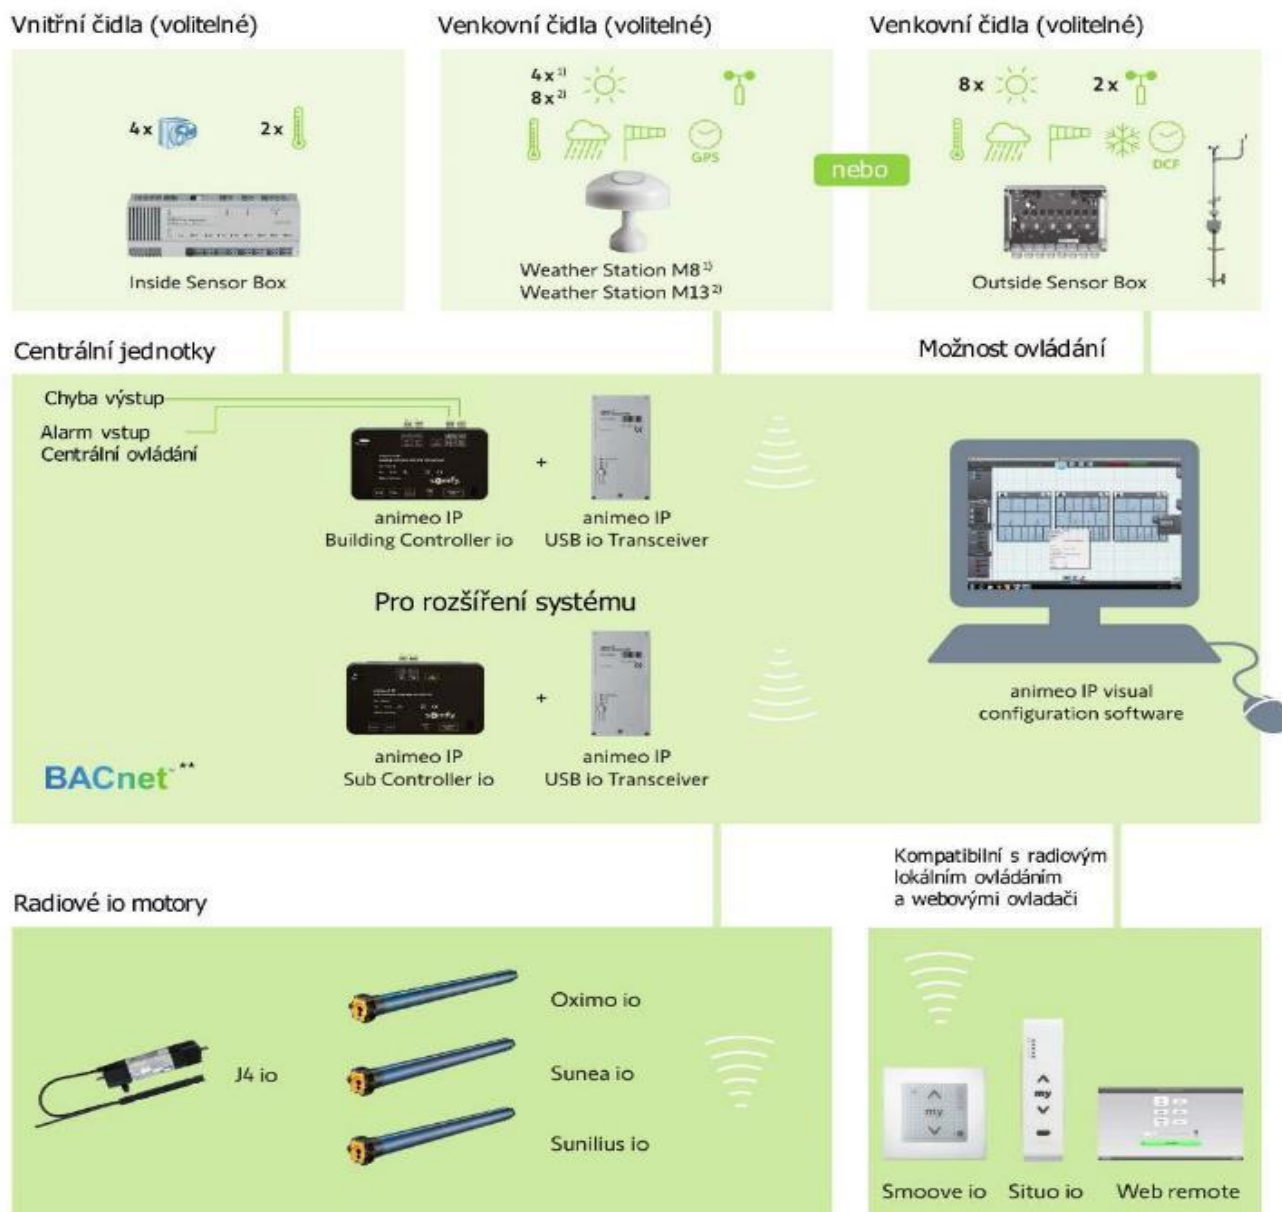 Vnitřní čidla (volitelné)
4x
2x
Inside Sensor Box
Venkovní čidla (volitelné)
4x 1)
8x 2)
GPS
Weather Station M8 1)
Weather Station M13 2)
nebo
Venkovní čidla (volitelné)
8x
2x
DCF
Outside Sensor Box
Centrální jednotky
Chyba výstup
Alarm vstup
Centrální ovládání
somfy.
+
animeo IP
Building Controller io
animeo IP
USB io Transceiver
Pro rozšíření systému
somfy.
+
animeo IP
Sub Controller io
animeo IP
USB io Transceiver
BACnet™**
Možnost ovládání
animeo IP visual
configuration software
Radiové io motory
J4 io
Oximo io
Sunea io
Sunilius io
Kompatibilní s radiovým
lokálním ovládáním
a webovými ovladači
my
my
Smoove io
Situo io
Web remote